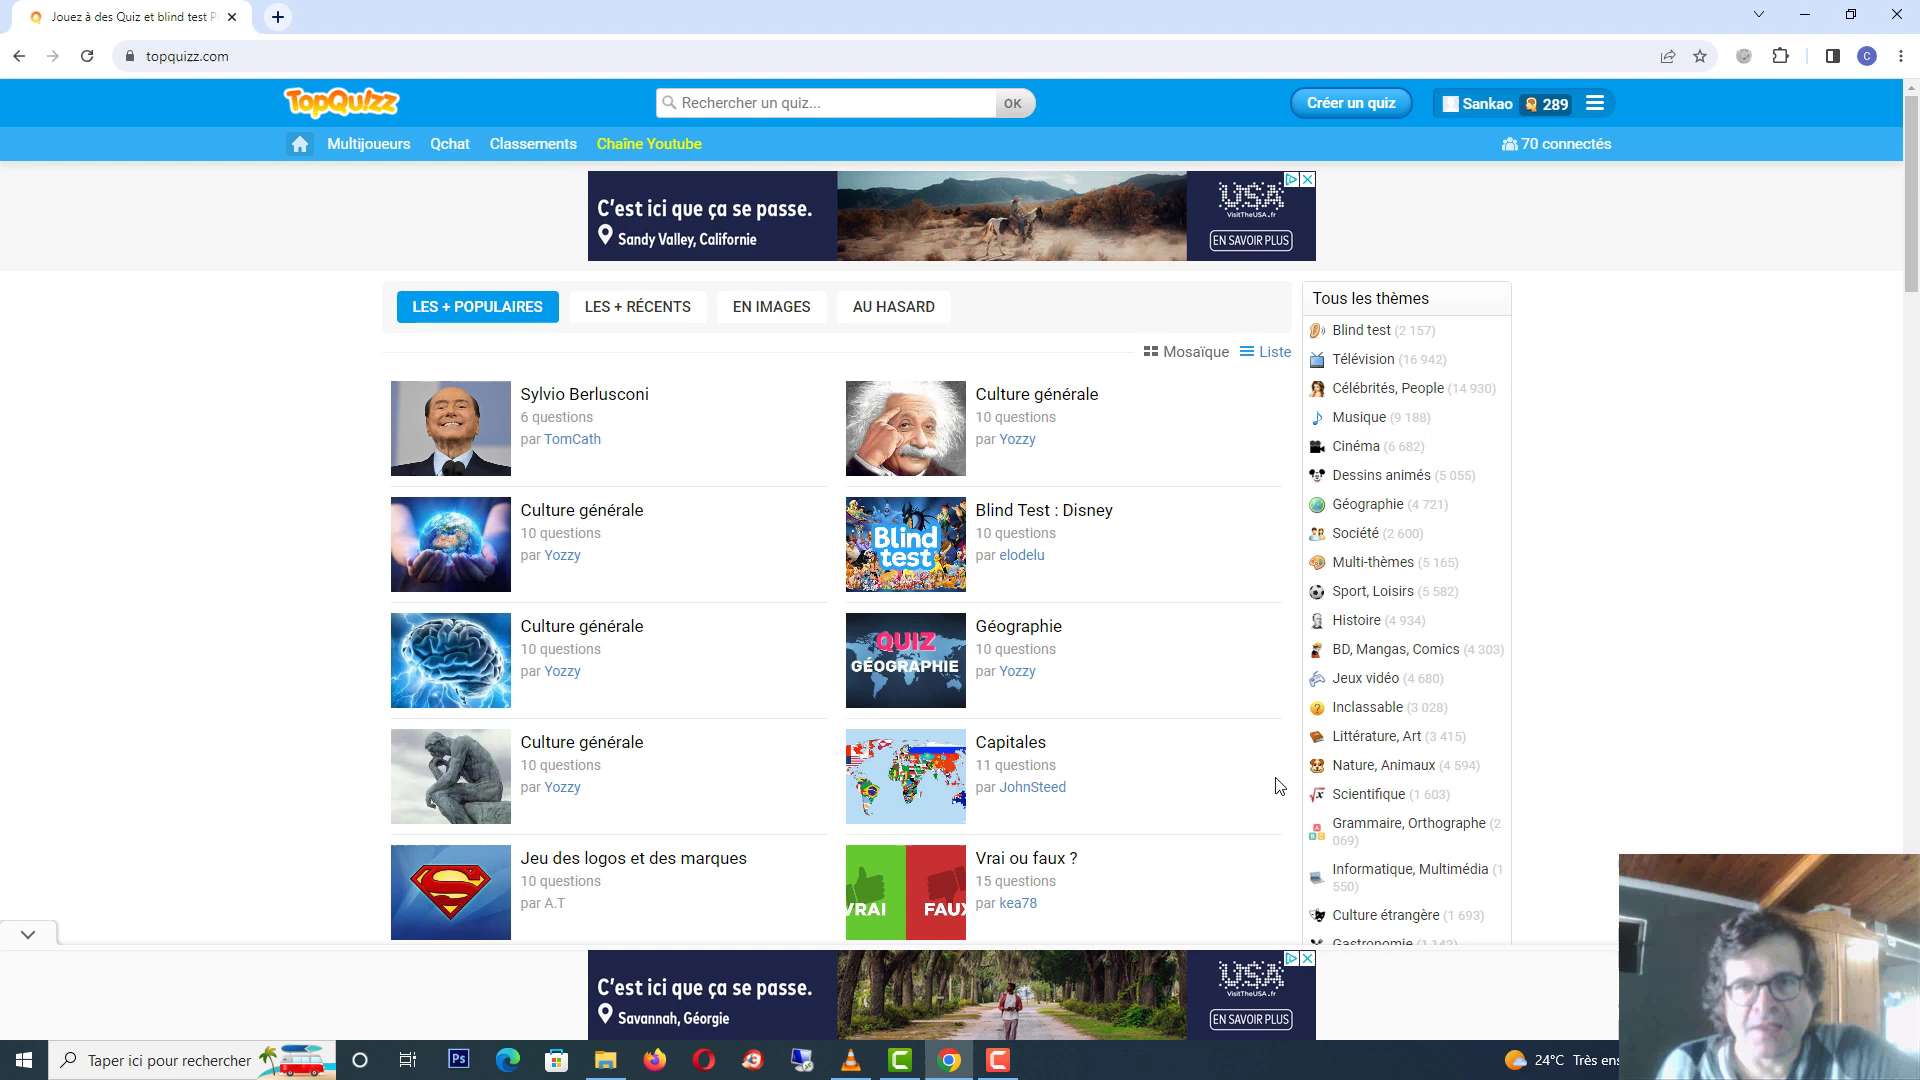 Jouez à des Quiz et blind test P
topquizz.com
C
TopQuizz
Rechercher un quiz...
OK
Créer un quiz
Sankao 289
Multijoueurs
Qchat
Classements
Chaîne Youtube
70 connectés
C'est ici que ça se passe.
Sandy Valley, Californie
USA
VisitTheUSA.fr
EN SAVOIR PLUS
LES + POPULAIRES
LES + RÉCENTS
EN IMAGES
AU HASARD
Mosaïque
Liste
Sylvio Berlusconi
6 questions
par TomCath
Culture générale
10 questions
par Yozzy
Culture générale
10 questions
par Yozzy
Blind
test
Blind Test : Disney
10 questions
par elodelu
Culture générale
10 questions
par Yozzy
QUIZ
GÉOGRAPHIE
Géographie
10 questions
par Yozzy
Culture générale
10 questions
par Yozzy
Capitales
11 questions
par JohnSteed
Jeu des logos et des marques
10 questions
par A.T
VRAI
FAUX
Vrai ou faux ?
15 questions
par kea78
Tous les thèmes
Blind test (2 157)
Télévision (16 942)
Célébrités, People (14 930)
Musique (9 188)
Cinéma (6 682)
Dessins animés (5 055)
Géographie (4 721)
Société (2 600)
Multi-thèmes (5 165)
Sport, Loisirs (5 582)
Histoire (4 934)
BD, Mangas, Comics (4 303)
Jeux vidéo (4 680)
Inclassable (3 028)
Littérature, Art (3 415)
Nature, Animaux (4 594)
Scientifique (1 603)
Grammaire, Orthographe (2
069)
Informatique, Multimédia (1
550)
Culture étrangère (1 693)
Gastronomie (1 142)
C'est ici que ça se passe.
Savannah, Géorgie
USA
VisitTheUSA.fr
EN SAVOIR PLUS
Taper ici pour rechercher
Ps
24°C Très ens